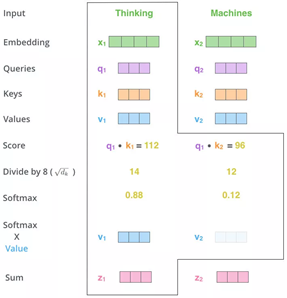 Input Thinking Machines
Embedding x₁ x₂
Queries q₁ q₂
Keys k₁ k₂
Values v₁ v₂
Score q₁ • k₁ = 112 q₁ • k₂ = 96
Divide by 8 ( √dₖ ) 14 12
Softmax 0.88 0.12
Softmax
X
Value v₁ v₂
Sum z₁ z₂